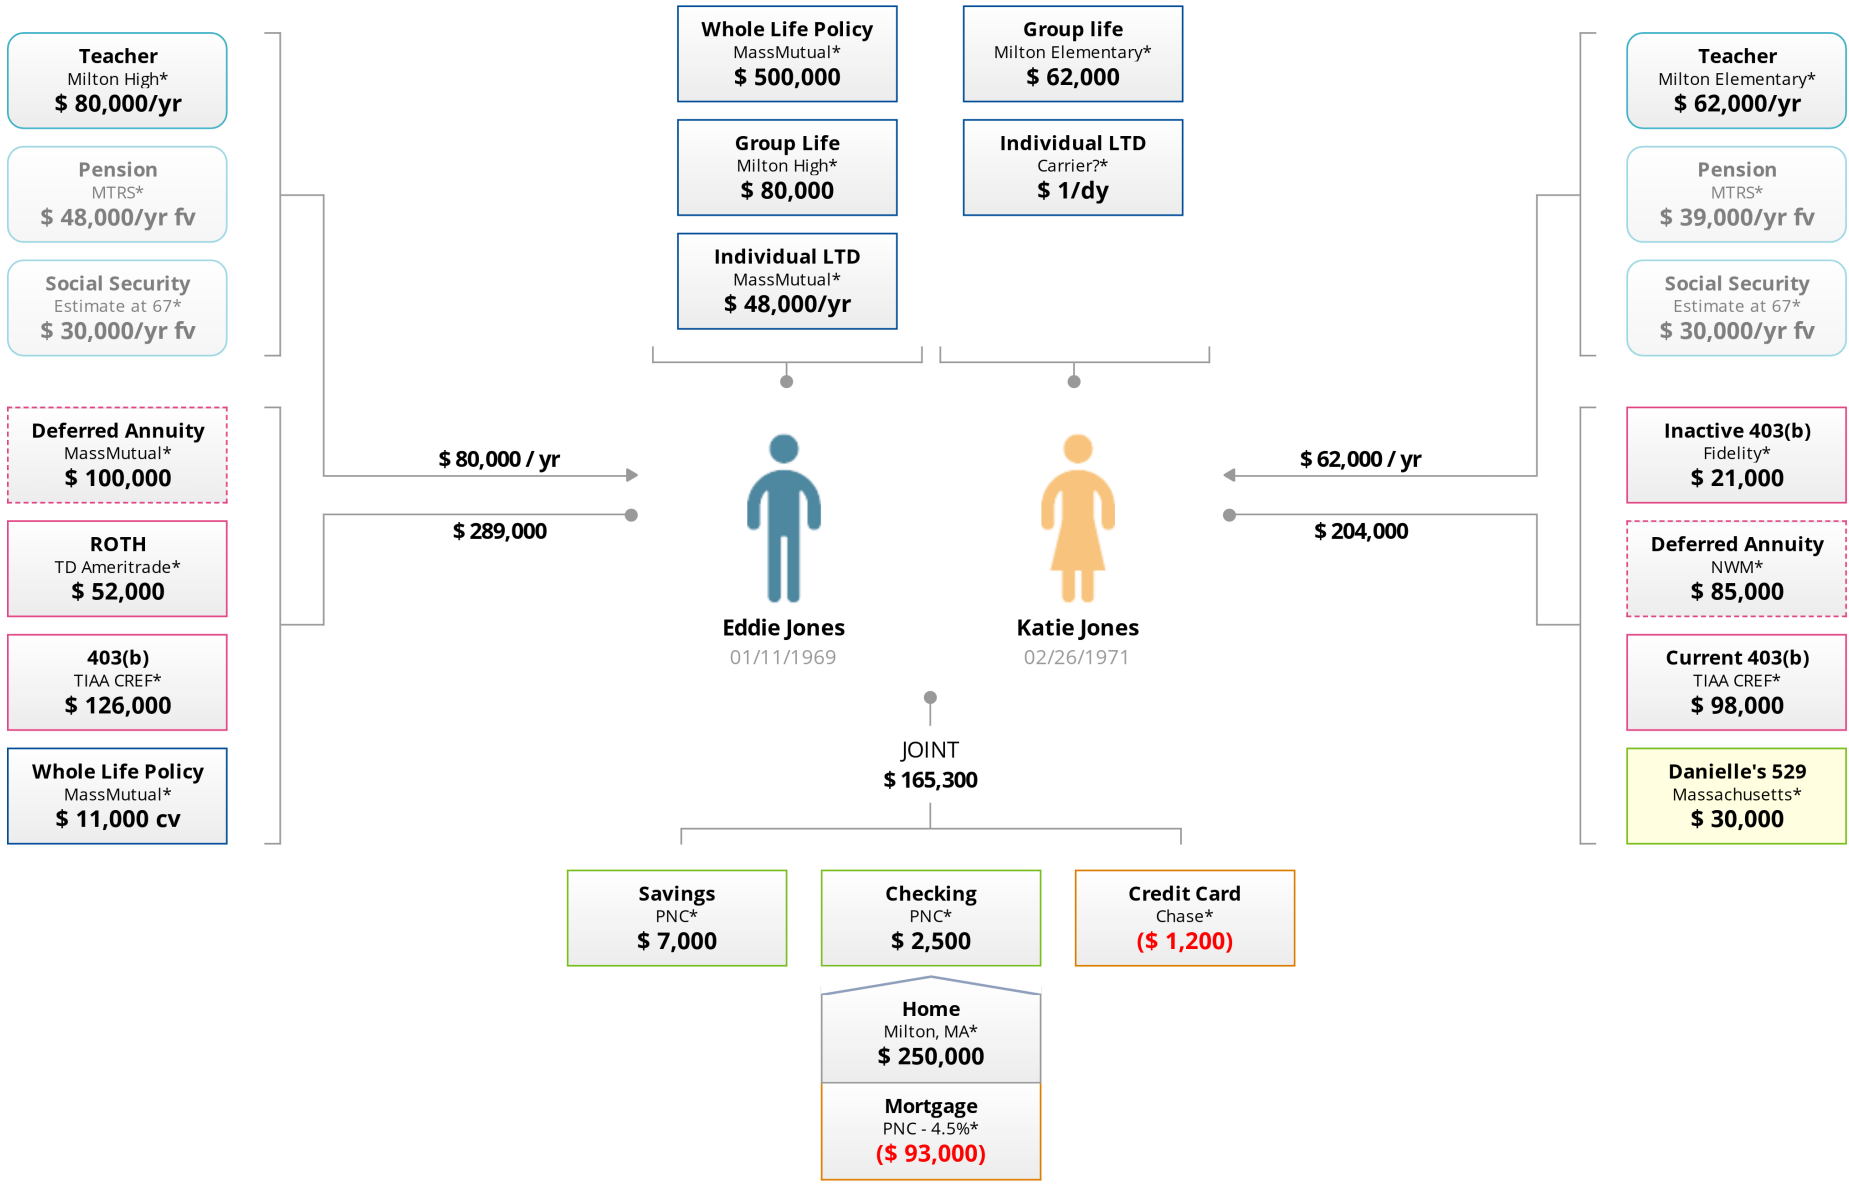 Teacher
Milton High*
$ 80,000/yr
Pension
MTRS*
$ 48,000/yr fv
Social Security
Estimate at 67*
$ 30,000/yr fv
Deferred Annuity
MassMutual*
$ 100,000
ROTH
TD Ameritrade*
$ 52,000
403(b)
TIAA CREF*
$ 126,000
Whole Life Policy
MassMutual*
$ 11,000 cv
$ 80,000 / yr
$ 289,000
Whole Life Policy
MassMutual*
$ 500,000
Group Life
Milton High*
$ 80,000
Individual LTD
MassMutual*
$ 48,000/yr
Group life
Milton Elementary*
$ 62,000
Individual LTD
Carrier?*
$ 1/dy
Eddie Jones
01/11/1969
Katie Jones
02/26/1971
JOINT
$ 165,300
Savings
PNC*
$ 7,000
Checking
PNC*
$ 2,500
Credit Card
Chase*
($ 1,200)
Home
Milton, MA*
$ 250,000
Mortgage
PNC - 4.5%*
($ 93,000)
$ 62,000 / yr
$ 204,000
Teacher
Milton Elementary*
$ 62,000/yr
Pension
MTRS*
$ 39,000/yr fv
Social Security
Estimate at 67*
$ 30,000/yr fv
Inactive 403(b)
Fidelity*
$ 21,000
Deferred Annuity
NWM*
$ 85,000
Current 403(b)
TIAA CREF*
$ 98,000
Danielle's 529
Massachusetts*
$ 30,000